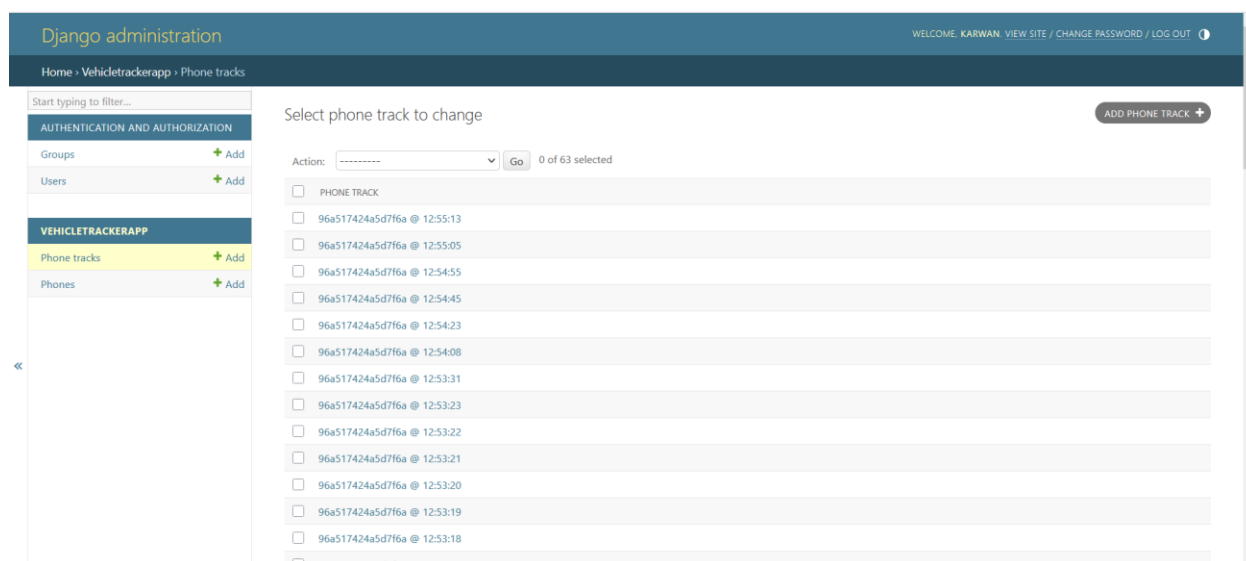 Django administration
WELCOME, KARWAN. VIEW SITE / CHANGE PASSWORD / LOG OUT
Home › Vehicletrackerapp › Phone tracks
Start typing to filter...
AUTHENTICATION AND AUTHORIZATION
Groups + Add
Users + Add
VEHICLETRACKERAPP
Phone tracks + Add
Phones + Add
«
Select phone track to change
ADD PHONE TRACK +
Action: --------- Go 0 of 63 selected
PHONE TRACK
96a517424a5d7f6a @ 12:55:13
96a517424a5d7f6a @ 12:55:05
96a517424a5d7f6a @ 12:54:55
96a517424a5d7f6a @ 12:54:45
96a517424a5d7f6a @ 12:54:23
96a517424a5d7f6a @ 12:54:08
96a517424a5d7f6a @ 12:53:31
96a517424a5d7f6a @ 12:53:23
96a517424a5d7f6a @ 12:53:22
96a517424a5d7f6a @ 12:53:21
96a517424a5d7f6a @ 12:53:20
96a517424a5d7f6a @ 12:53:19
96a517424a5d7f6a @ 12:53:18